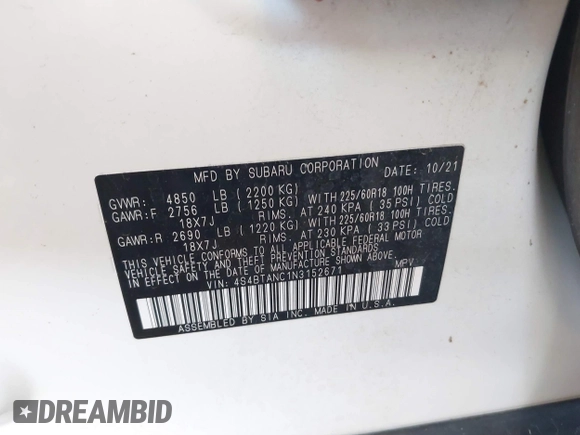 MFD BY SUBARU CORPORATION DATE: 10/21
GVWR: 4850 LB (2200 KG)
GAWR:F 2756 LB (1250 KG) WITH 225/60R18 100H TIRES.
18X7J RIMS. AT 240 KPA (35 PSI) COLD
GAWR:R 2690 LB (1220 KG) WITH 225/60R18 100H TIRES.
18X7J RIMS. AT 230 KPA (33 PSI) COLD
THIS VEHICLE CONFORMS TO ALL APPLICABLE FEDERAL MOTOR
VEHICLE SAFETY AND THEFT PREVENTION STANDARDS IN EFFECT
ON THE DATE OF MANUFACTURE SHOWN ABOVE.
VIN: 4S4BTANC1N3152671 MPV
ASSEMBLED BY SIA INC. MADE IN U.S.A.
DREAMBID